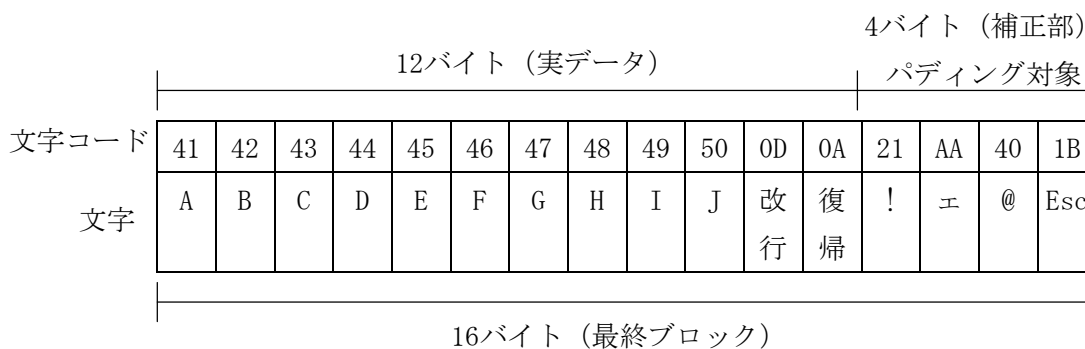 4バイト（補正部）
12バイト（実データ）
パディング対象
文字コード 41 42 43 44 45 46 47 48 49 50 0D 0A 21 AA 40 1B
文字 A B C D E F G H I J 改行 復帰 ! ェ @ Esc
16バイト（最終ブロック）